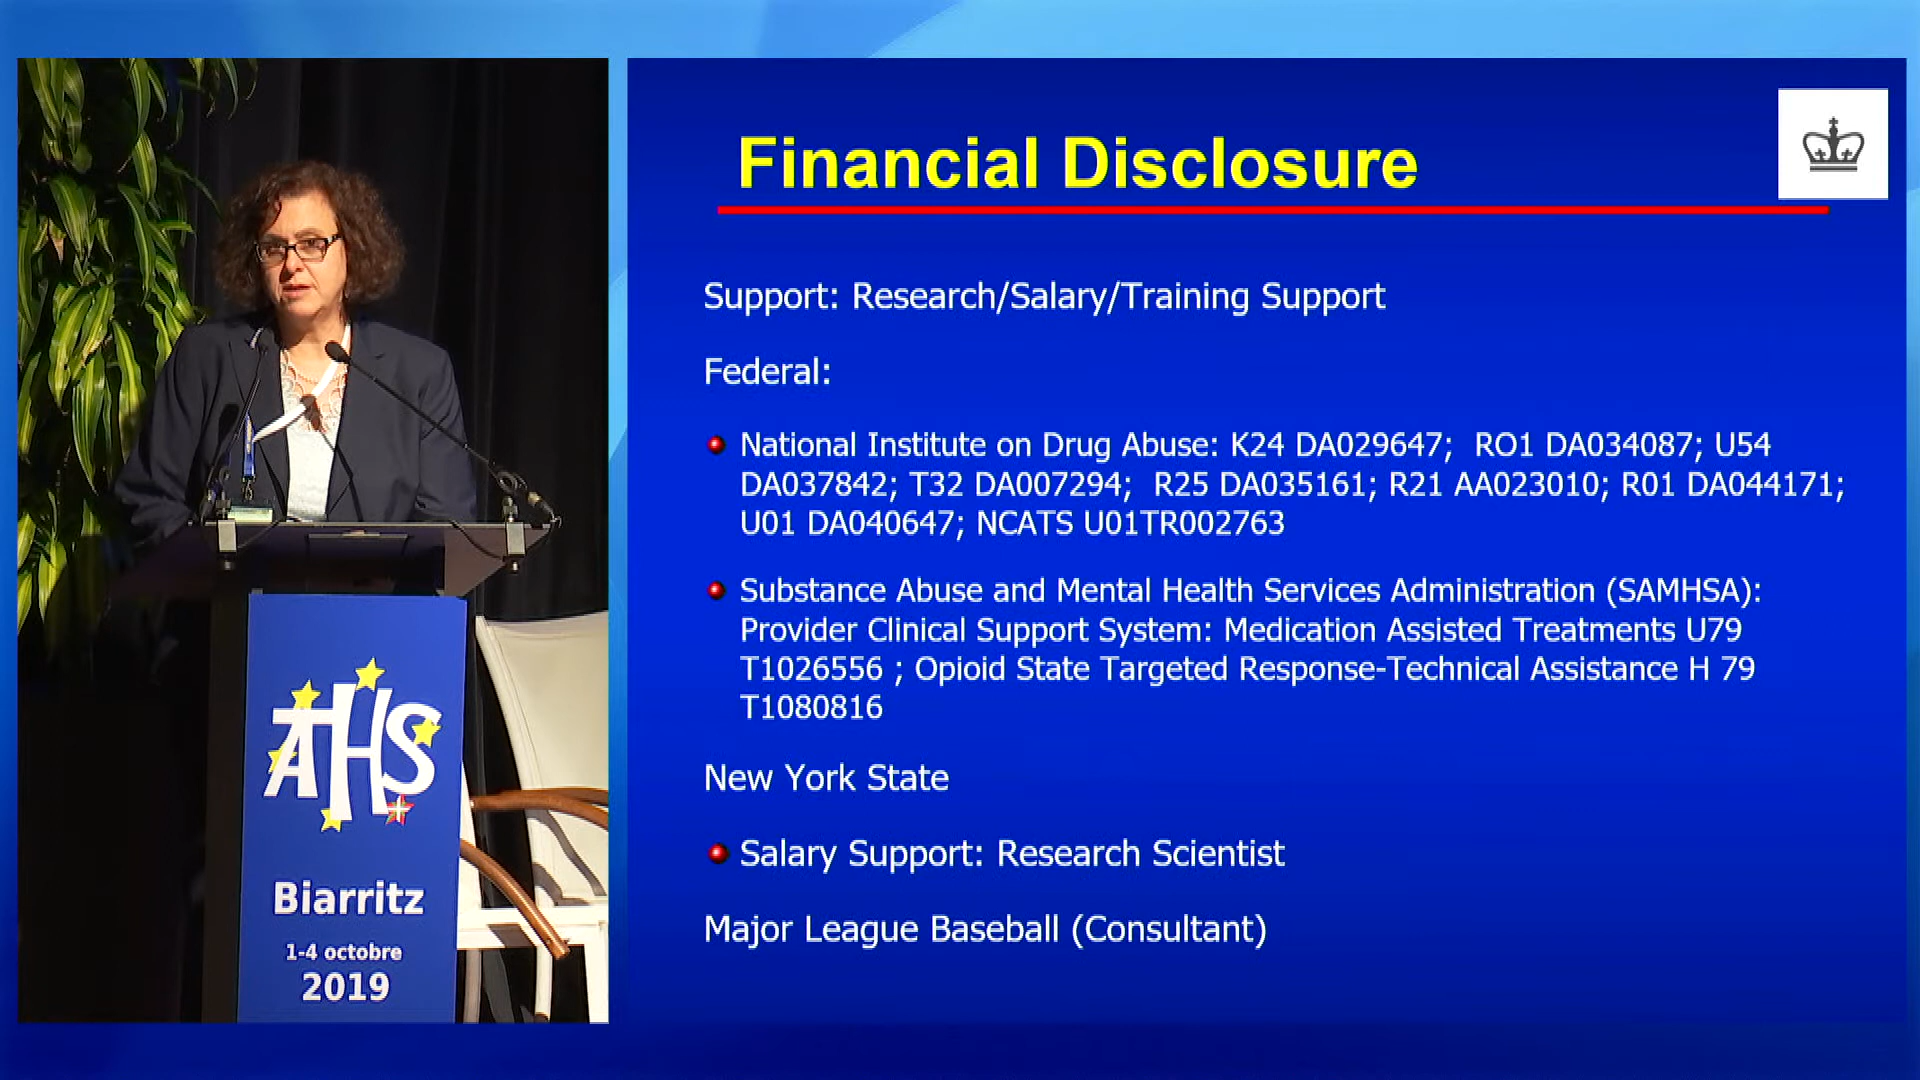 Financial Disclosure
Support: Research/Salary/Training Support
Federal:
National Institute on Drug Abuse: K24 DA029647;  RO1 DA034087; U54
DA037842; T32 DA007294;  R25 DA035161; R21 AA023010; R01 DA044171;
U01 DA040647; NCATS U01TR002763
Substance Abuse and Mental Health Services Administration (SAMHSA):
Provider Clinical Support System: Medication Assisted Treatments U79
T1026556 ; Opioid State Targeted Response-Technical Assistance H 79
T1080816
New York State
Salary Support: Research Scientist
Major League Baseball (Consultant)
ATHS
Biarritz
1-4 octobre
2019